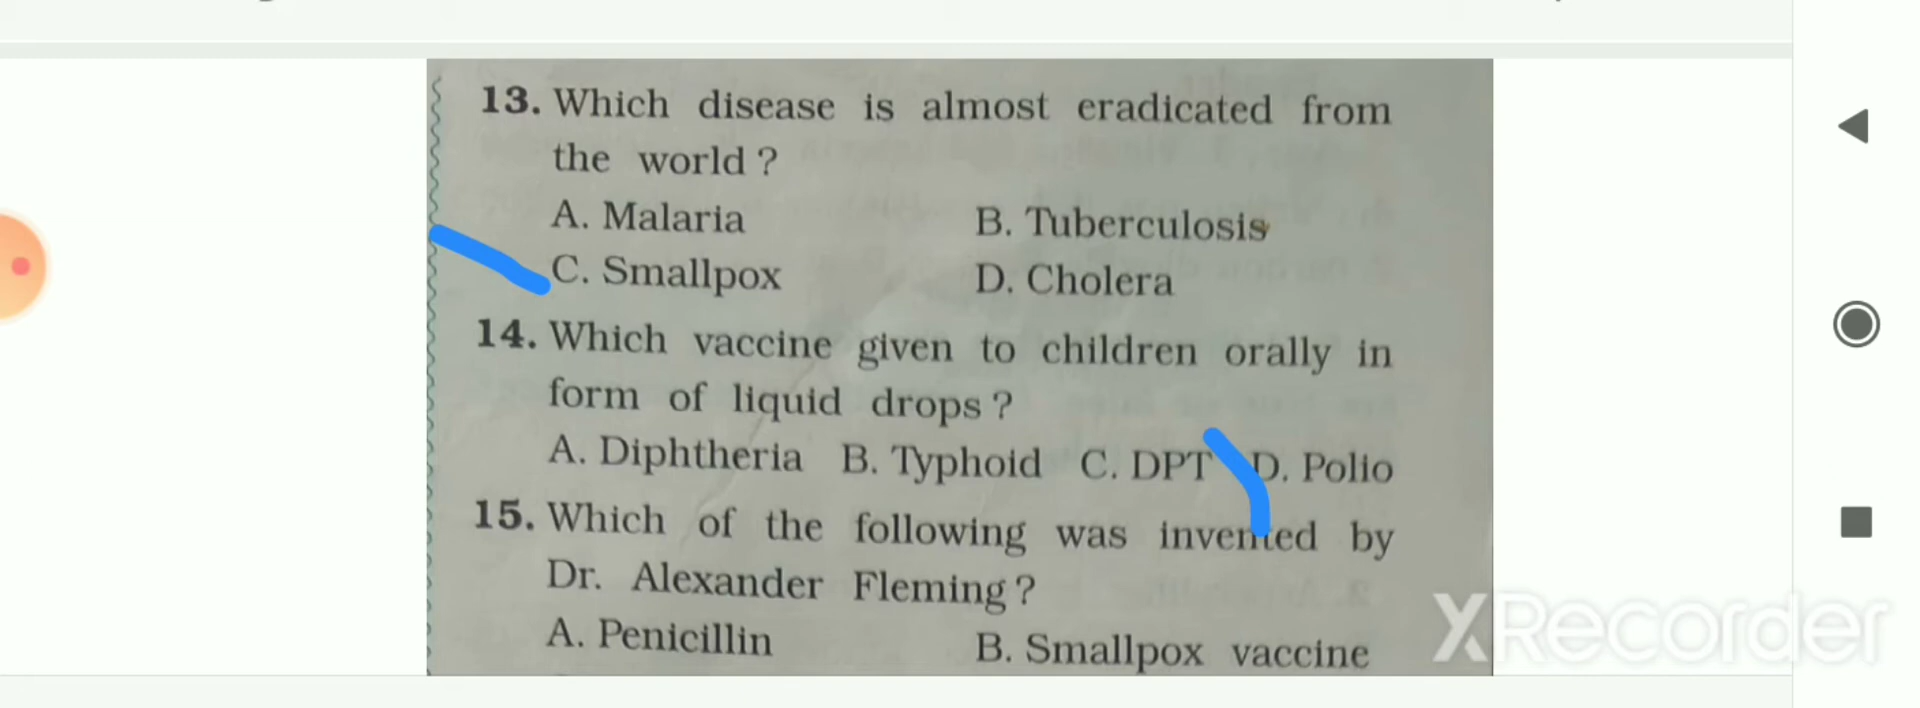 13. Which disease is almost eradicated from
the world ?
A. Malaria B. Tuberculosis
C. Smallpox D. Cholera
14. Which vaccine given to children orally in
form of liquid drops ?
A. Diphtheria B. Typhoid C. DPT D. Polio
15. Which of the following was invented by
Dr. Alexander Fleming ?
A. Penicillin B. Smallpox vaccine
XRecorder